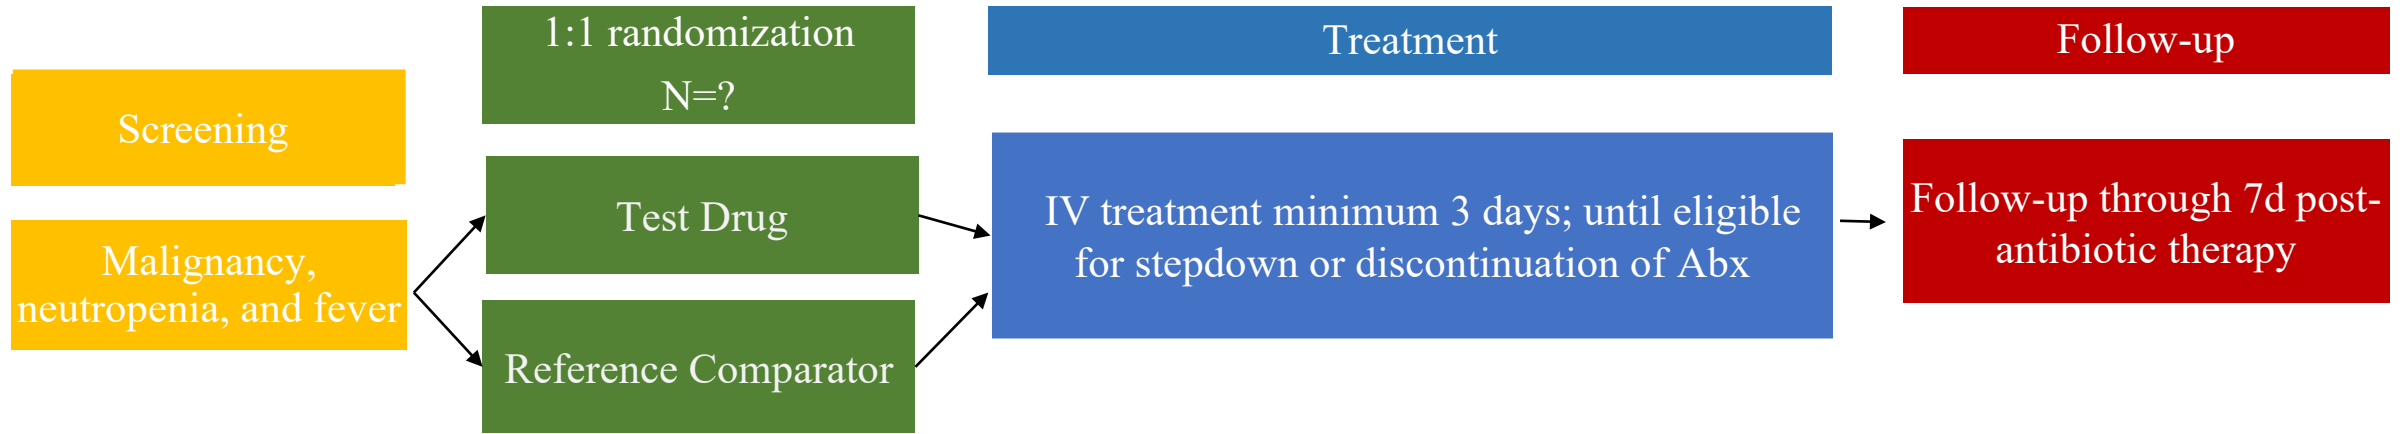 Screening
Malignancy,
neutropenia, and fever
1:1 randomization
N=?
Test Drug
Reference Comparator
Treatment
IV treatment minimum 3 days; until eligible
for stepdown or discontinuation of Abx
Follow-up
Follow-up through 7d post-
antibiotic therapy